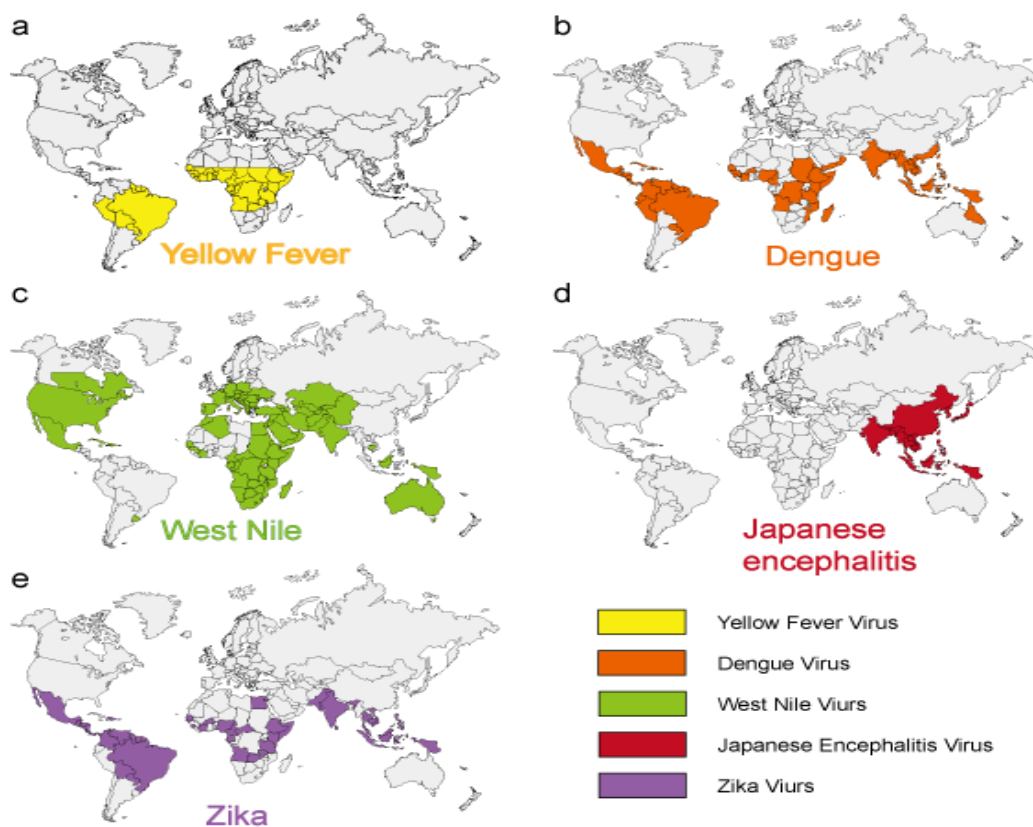 a
b
Yellow Fever
Dengue
c
d
West Nile
Japanese
encephalitis
e
Zika
Yellow Fever Virus
Dengue Virus
West Nile Viurs
Japanese Encephalitis Virus
Zika Viurs